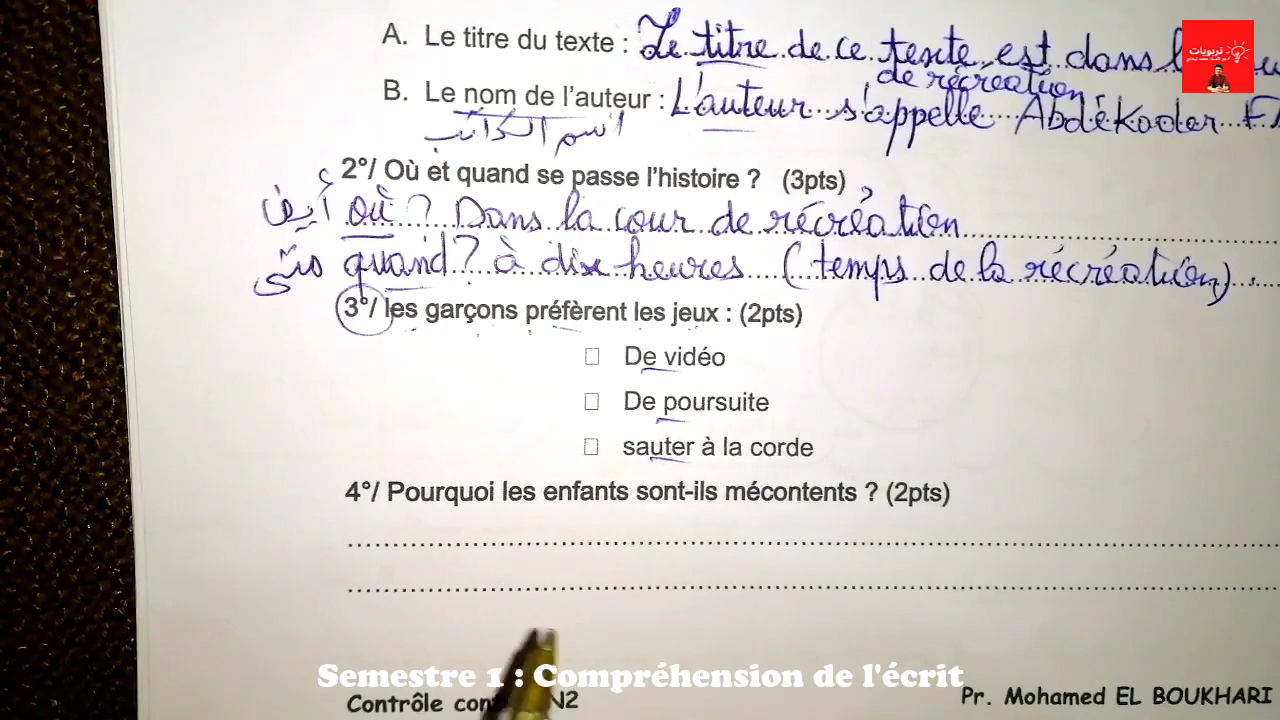 تربويات
A. Le titre du texte : Le titre de ce texte est dans la
de récréation
B. Le nom de l'auteur : L'auteur s'appelle Abdékader
اسم الكاتب
2°/ Où et quand se passe l'histoire ? (3pts)
أين où ? Dans la cour de récréation
متى quand ? à dix heures (temps de la récréation)
3°/ les garçons préfèrent les jeux : (2pts)
□ De vidéo
□ De poursuite
□ sauter à la corde
4°/ Pourquoi les enfants sont-ils mécontents ? (2pts)
Semestre 1 : Compréhension de l'écrit
Contrôle con N2
Pr. Mohamed EL BOUKHARI